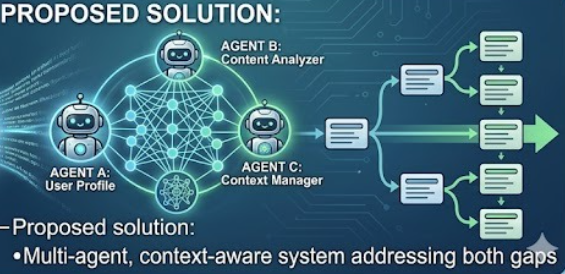 PROPOSED SOLUTION:
AGENT B:
Content Analyzer
AGENT A:
User Profile
AGENT C:
Context Manager
–Proposed solution:
•Multi-agent, context-aware system addressing both gaps